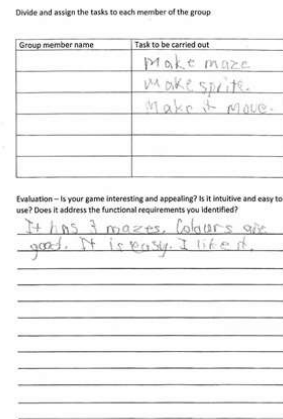 Divide and assign the tasks to each member of the group
Group member name Task to be carried out
Make maze
Make sprite.
Make it move.
Evaluation – Is your game interesting and appealing? Is it intuitive and easy to
use? Does it address the functional requirements you identified?
It has 3 mazes. Colours are
good. It is easy. I like it.